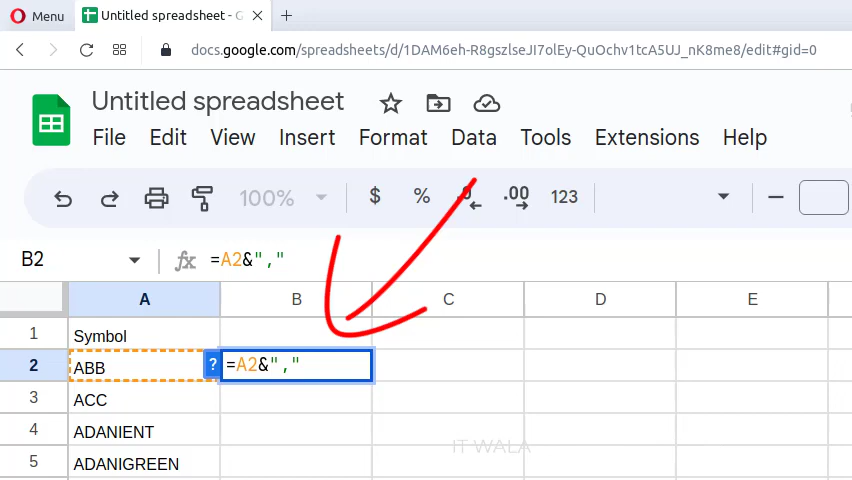 Menu
Untitled spreadsheet - G
docs.google.com/spreadsheets/d/1DAM6eh-R8gszlseJI7olEy-QuOchv1tcA5UJ_nK8me8/edit#gid=0
Untitled spreadsheet
File Edit View Insert Format Data Tools Extensions Help
100% $ % .0 .00 123
B2 fx =A2&","
A B C D E
1 Symbol
2 ABB ? =A2&","
3 ACC
4 ADANIENT
IT WALA
5 ADANIGREEN